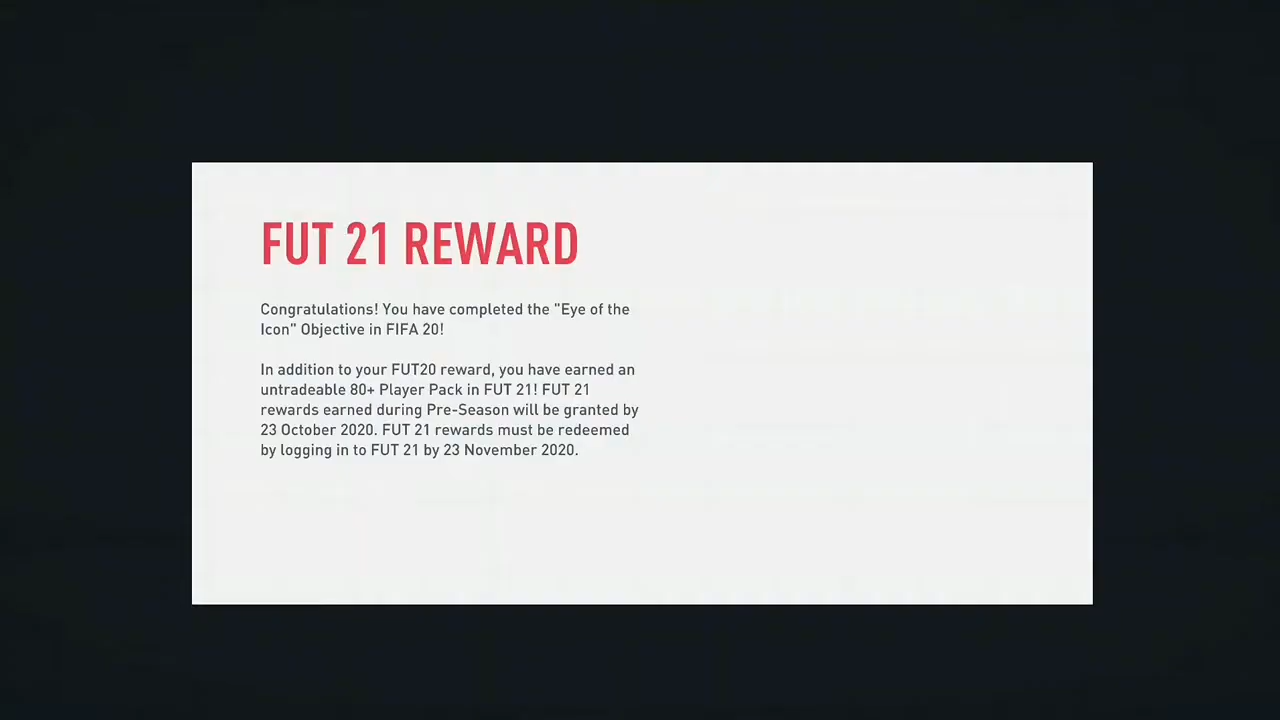 FUT 21 REWARD
Congratulations! You have completed the "Eye of the
Icon" Objective in FIFA 20!
In addition to your FUT20 reward, you have earned an
untradeable 80+ Player Pack in FUT 21! FUT 21
rewards earned during Pre-Season will be granted by
23 October 2020. FUT 21 rewards must be redeemed
by logging in to FUT 21 by 23 November 2020.